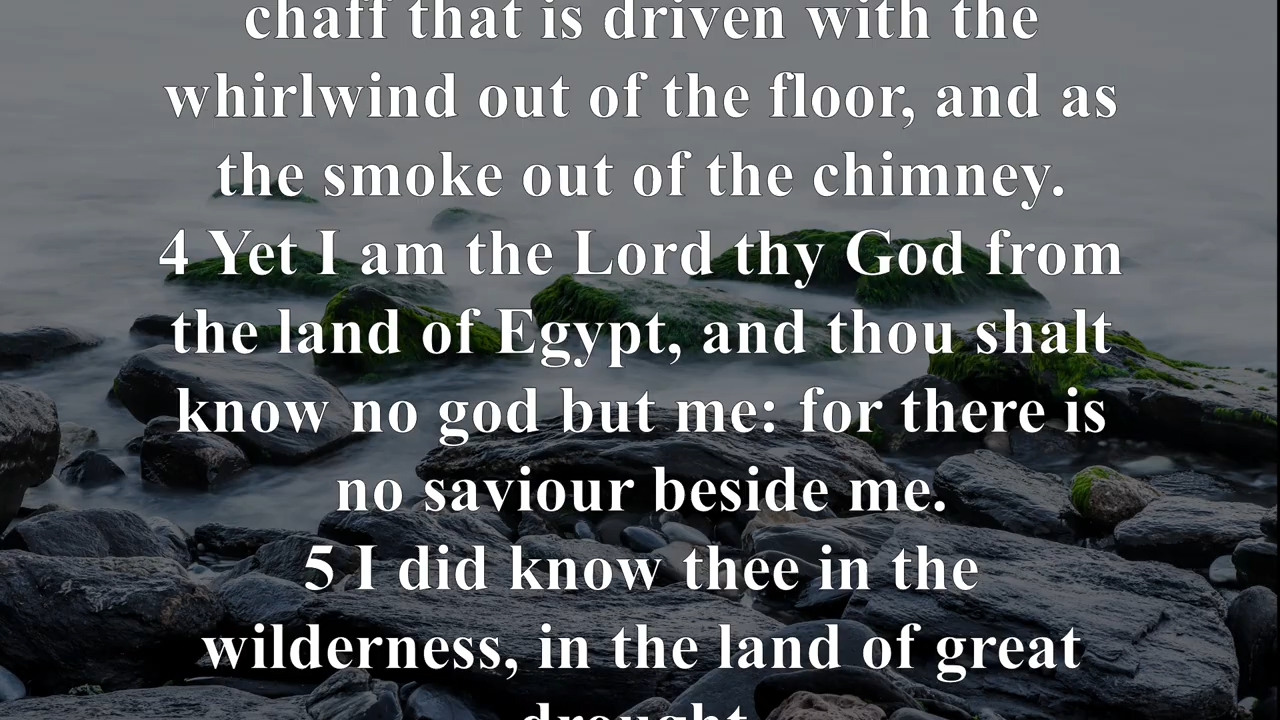 chaff that is driven with the
whirlwind out of the floor, and as
the smoke out of the chimney.
4 Yet I am the Lord thy God from
the land of Egypt, and thou shalt
know no god but me: for there is
no saviour beside me.
5 I did know thee in the
wilderness, in the land of great
drought.